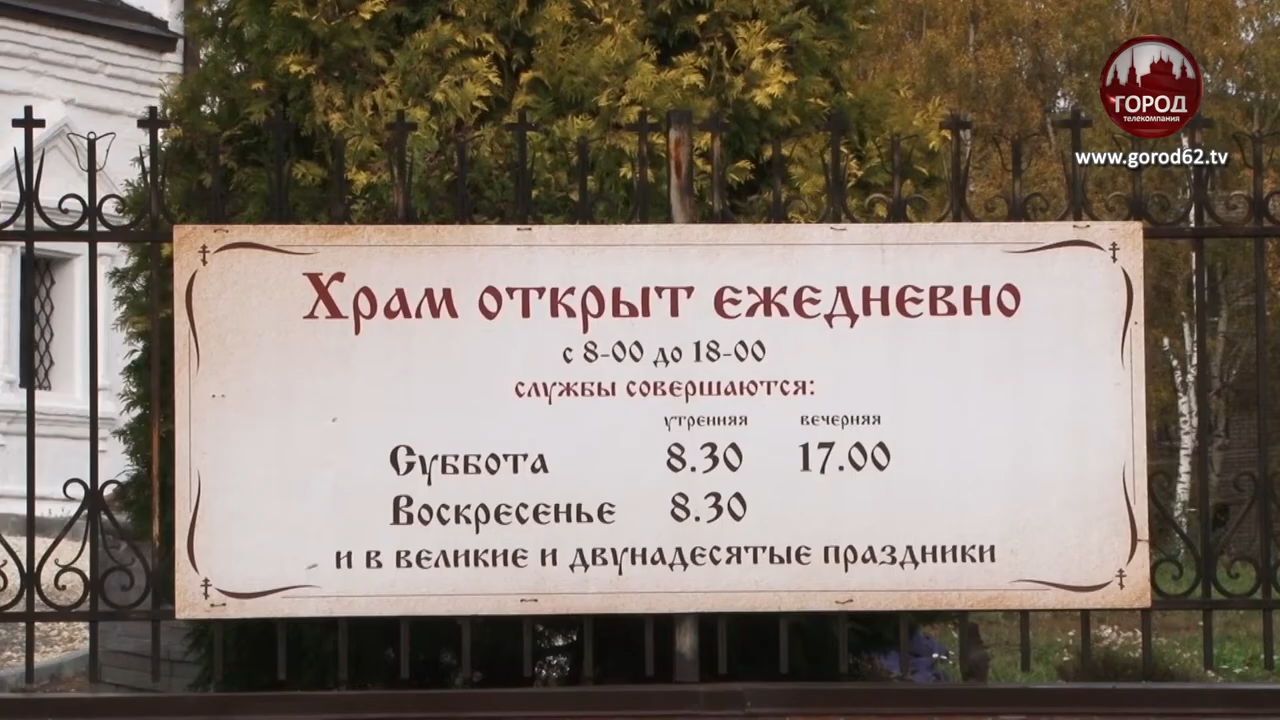 ГОРОД
телекомпания
www.gorod62.tv
Храм открыт ежедневно
с 8-00 до 18-00
службы совершаются:
утренняя вечерняя
Суббота 8.30 17.00
Воскресенье 8.30
и в великие и двунадесятые праздники